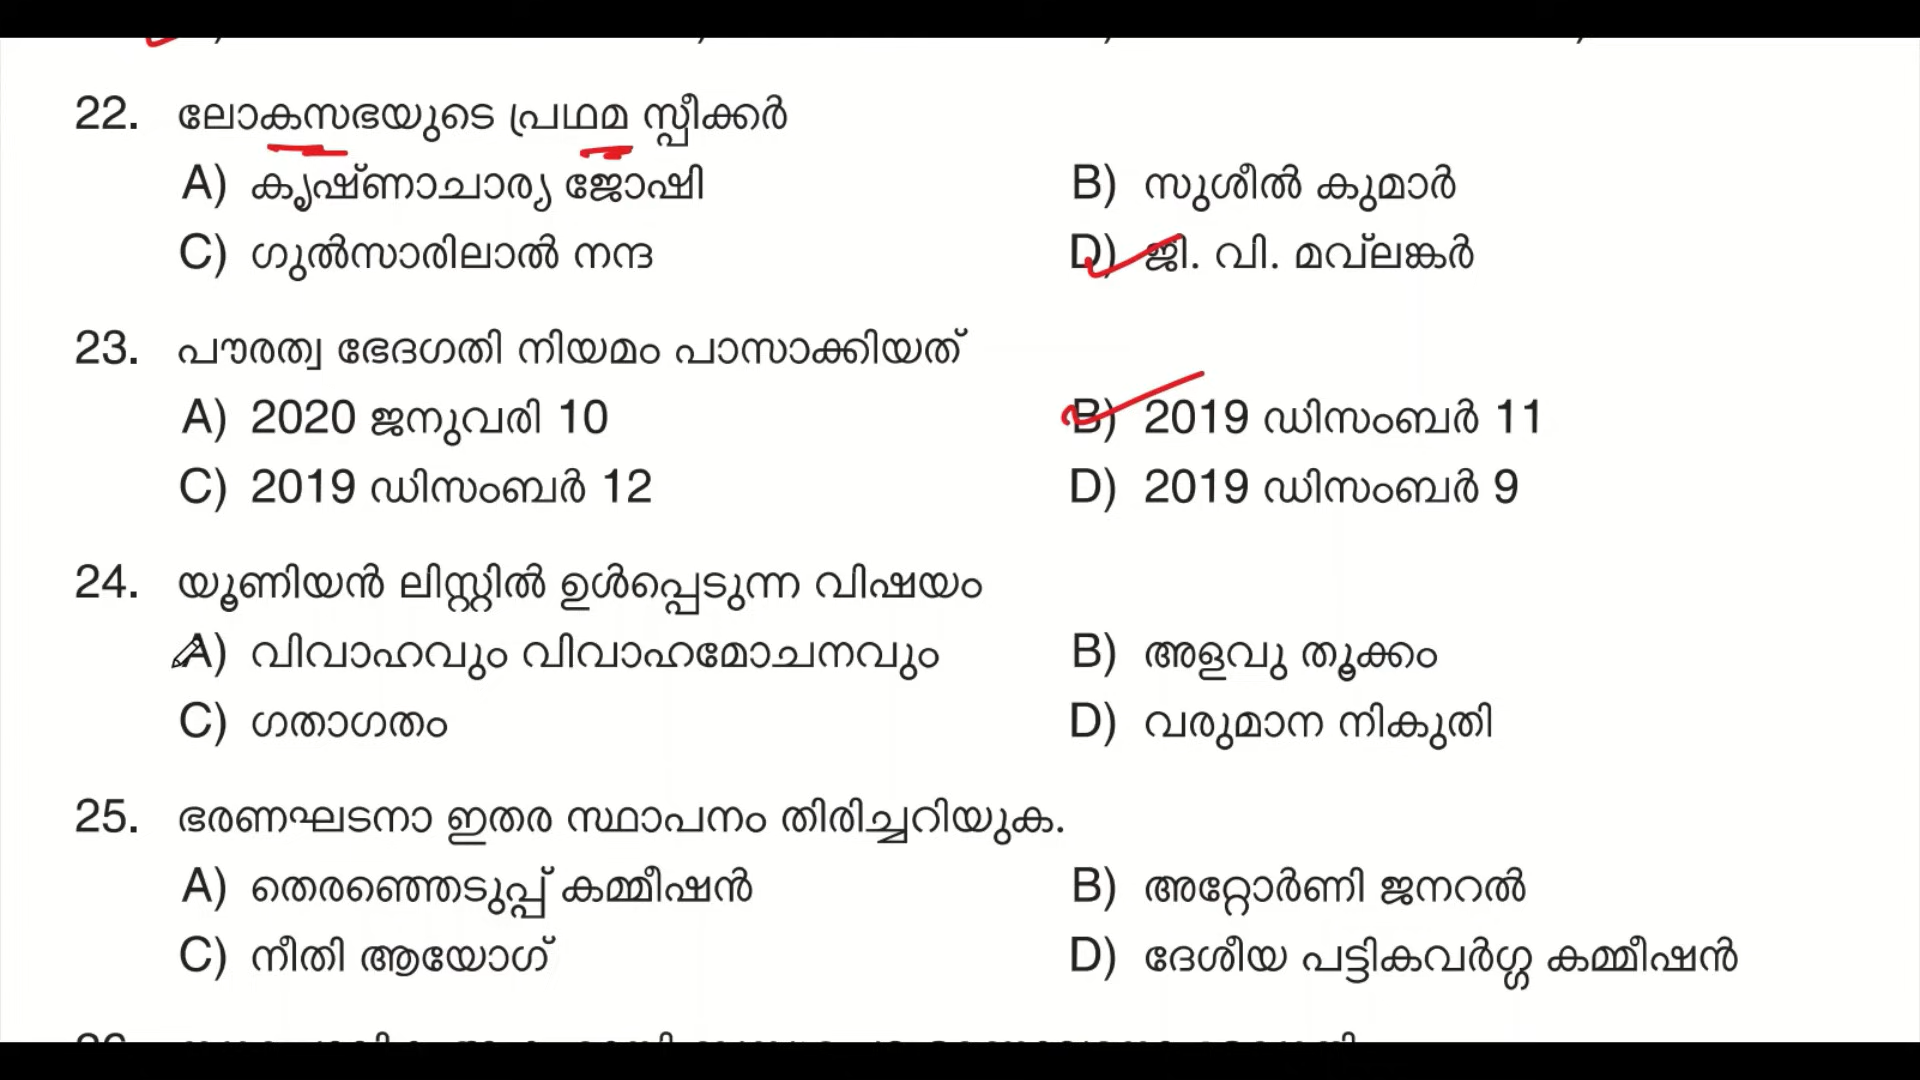 22. ലോകസഭയുടെ പ്രഥമ സ്പീക്കർ
A) കൃഷ്ണാചാര്യ ജോഷി B) സുശീൽ കുമാർ
C) ഗുൽസാരിലാൽ നന്ദ D) ജി. വി. മവ്‌ലങ്കർ
23. പൗരത്വ ഭേദഗതി നിയമം പാസാക്കിയത്
A) 2020 ജനുവരി 10 B) 2019 ഡിസംബർ 11
C) 2019 ഡിസംബർ 12 D) 2019 ഡിസംബർ 9
24. യൂണിയൻ ലിസ്റ്റിൽ ഉൾപ്പെടുന്ന വിഷയം
A) വിവാഹവും വിവാഹമോചനവും B) അളവു തൂക്കം
C) ഗതാഗതം D) വരുമാന നികുതി
25. ഭരണഘടനാ ഇതര സ്ഥാപനം തിരിച്ചറിയുക.
A) തെരഞ്ഞെടുപ്പ് കമ്മീഷൻ B) അറ്റോർണി ജനറൽ
C) നീതി ആയോഗ് D) ദേശീയ പട്ടികവർഗ്ഗ കമ്മീഷൻ